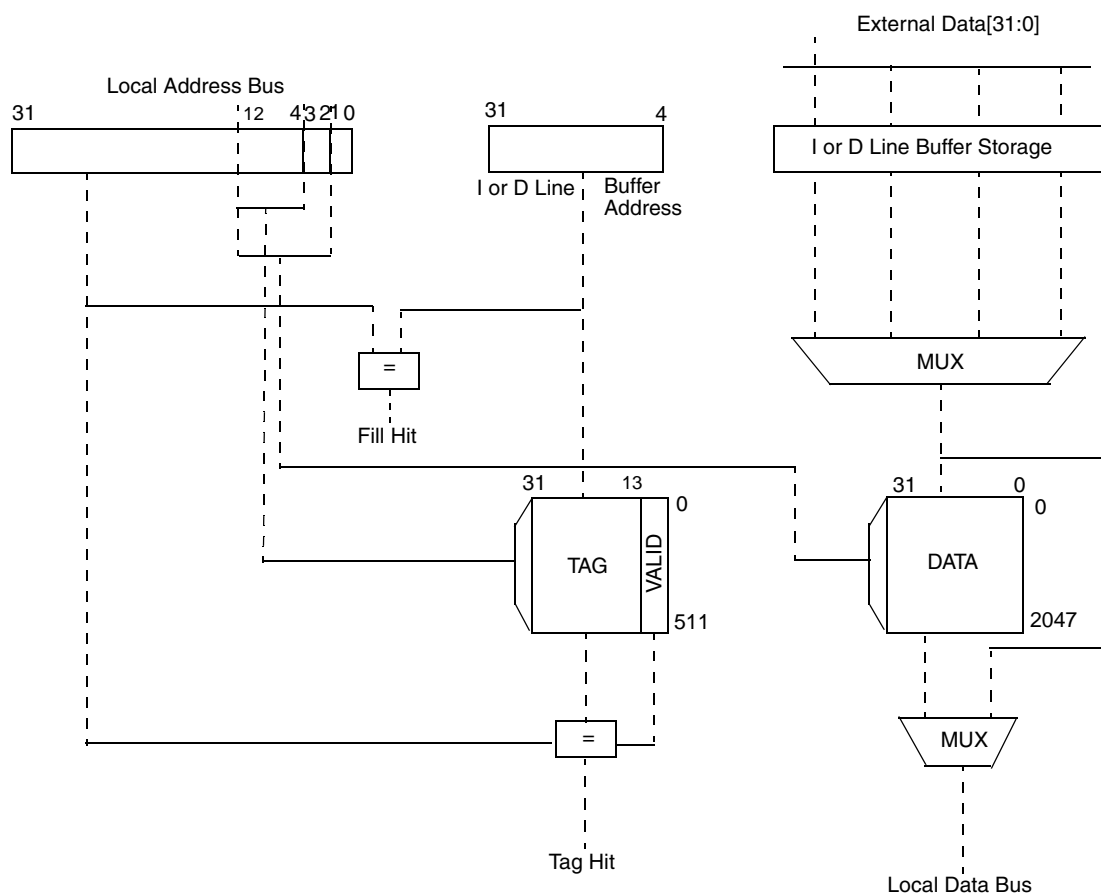 External Data[31:0]
Local Address Bus
31 12 4 3 2 1 0
31 4
I or D Line Buffer Storage
I or D Line Buffer
Address
MUX
=
Fill Hit
31 13 0
31 0
0
TAG
VALID
DATA
511
2047
=
MUX
Tag Hit
Local Data Bus